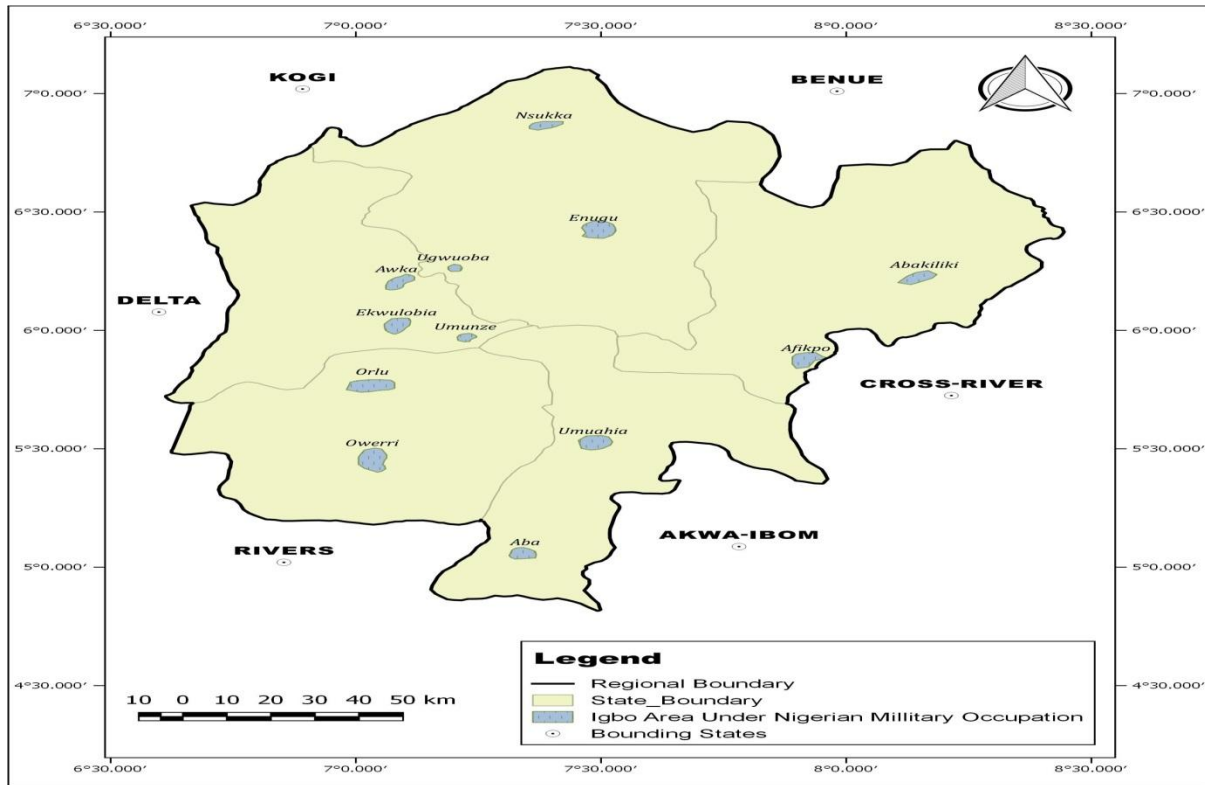 6°30.000′ 7°0.000′ 7°30.000′ 8°0.000′ 8°30.000′
KOGI
BENUE
7°0.000′ 7°0.000′
Nsukka
6°30.000′ 6°30.000′
Enugu
Ugwuoba
Awka
Abakiliki
DELTA
Ekwulobia
Umunze
6°0.000′ 6°0.000′
Afikpo
Orlu
CROSS-RIVER
Umuahia
Owerri
5°30.000′ 5°30.000′
AKWA-IBOM
Aba
RIVERS
5°0.000′ 5°0.000′
Legend
Regional Boundary
4°30.000′ 4°30.000′
10 0 10 20 30 40 50 km
State_Boundary
Igbo Area Under Nigerian Millitary Occupation
Bounding States
6°30.000′ 7°0.000′ 7°30.000′ 8°0.000′ 8°30.000′